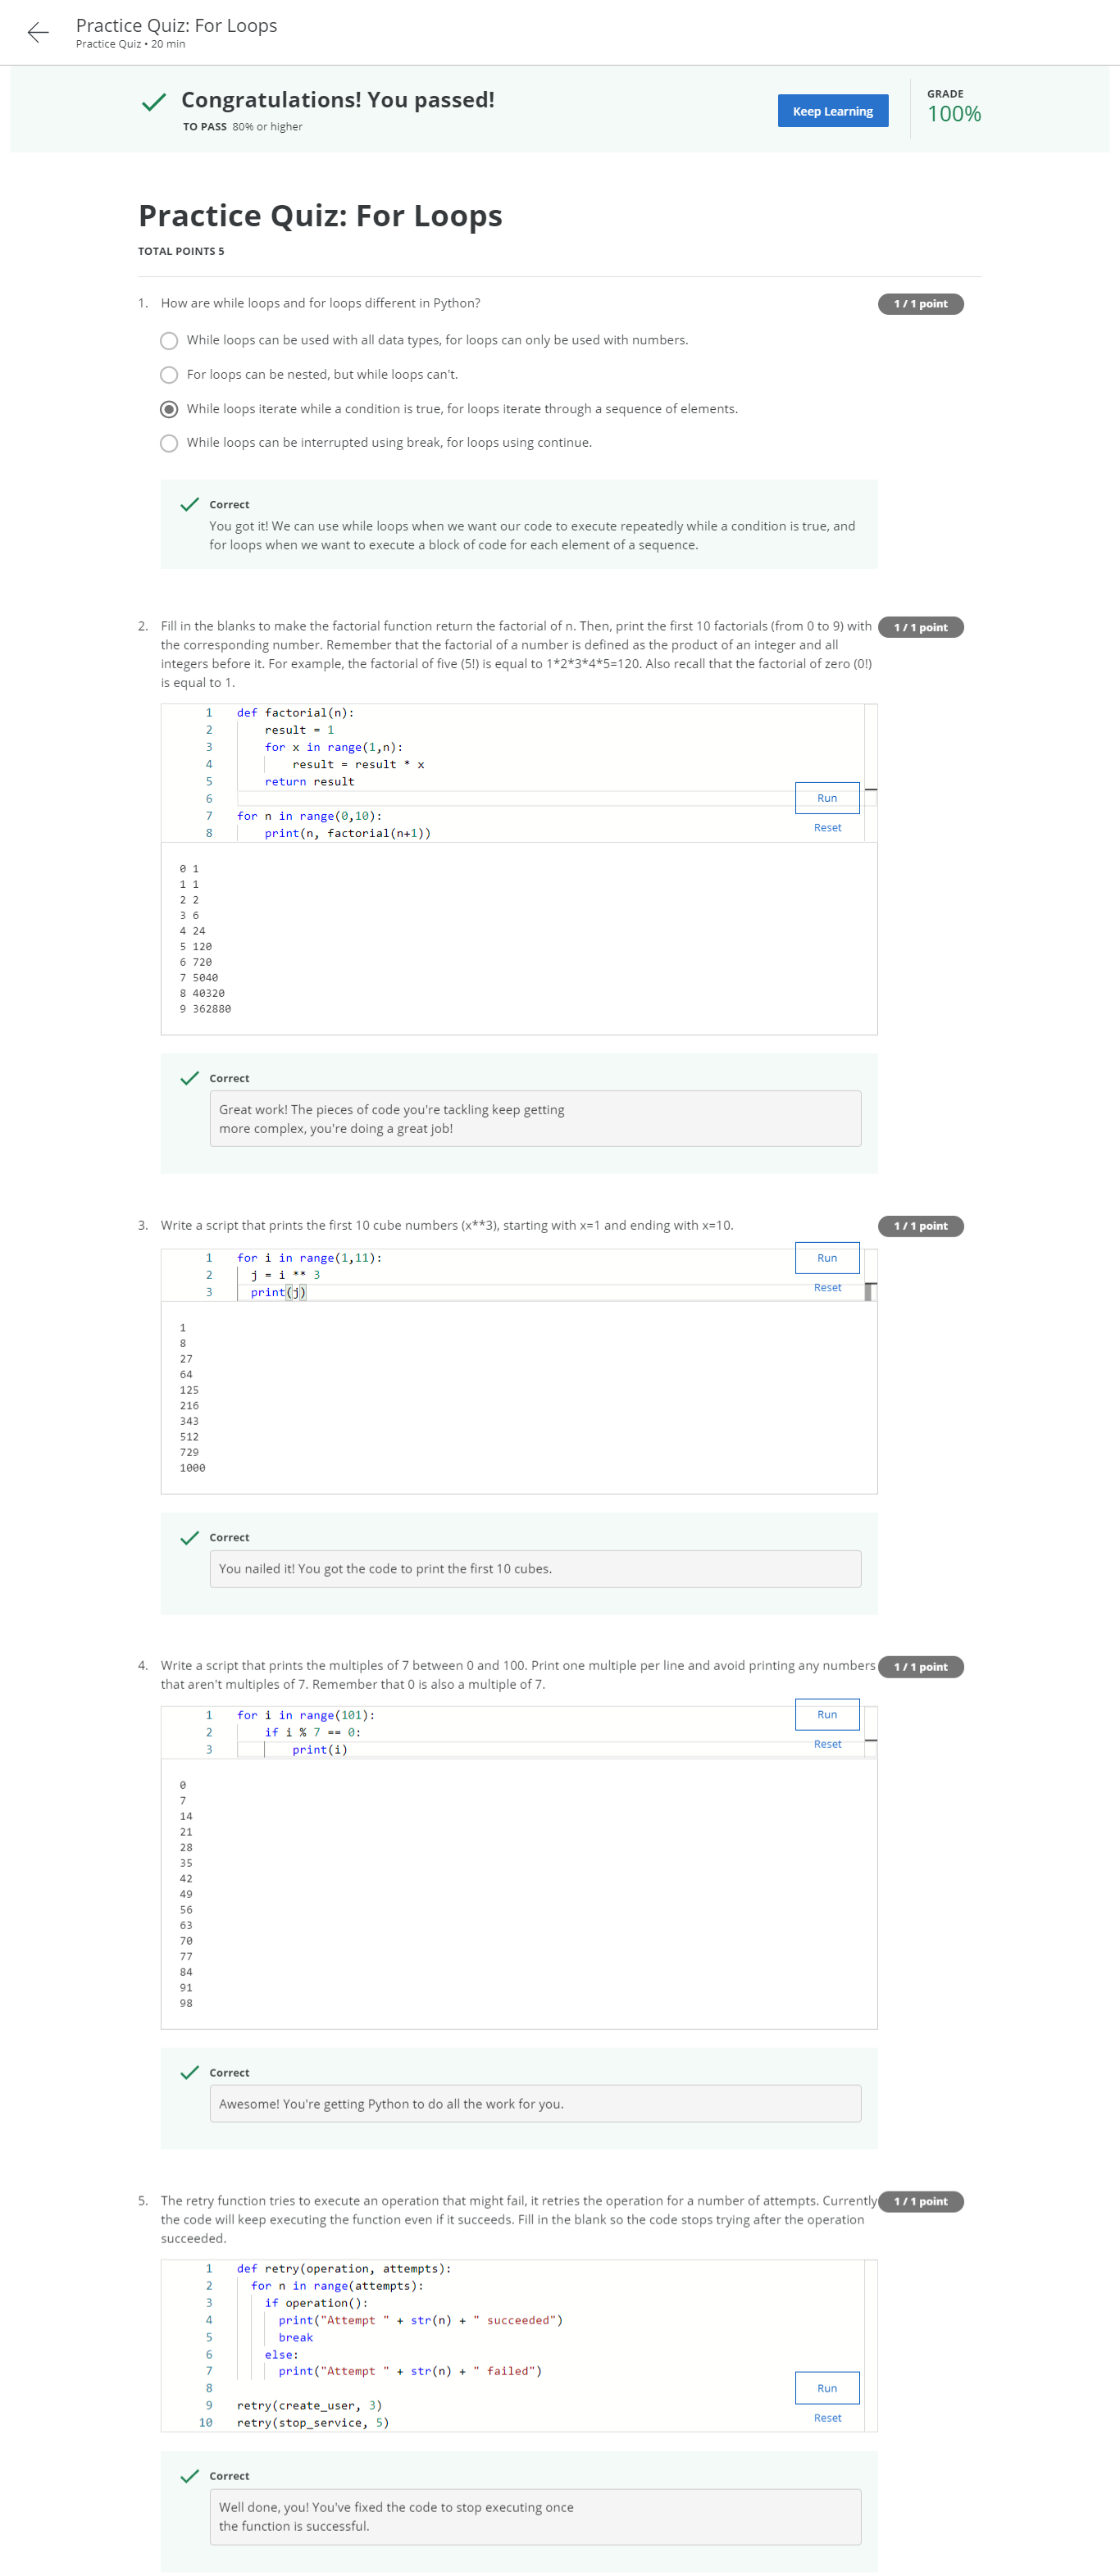 Practice Quiz: For Loops
Practice Quiz • 20 min
Congratulations! You passed!
TO PASS 80% or higher
Keep Learning
GRADE
100%
Practice Quiz: For Loops
TOTAL POINTS 5
1. How are while loops and for loops different in Python?
1 / 1 point
While loops can be used with all data types, for loops can only be used with numbers.
For loops can be nested, but while loops can't.
While loops iterate while a condition is true, for loops iterate through a sequence of elements.
While loops can be interrupted using break, for loops using continue.
Correct
You got it! We can use while loops when we want our code to execute repeatedly while a condition is true, and
for loops when we want to execute a block of code for each element of a sequence.
2. Fill in the blanks to make the factorial function return the factorial of n. Then, print the first 10 factorials (from 0 to 9) with
1 / 1 point
the corresponding number. Remember that the factorial of a number is defined as the product of an integer and all
integers before it. For example, the factorial of five (5!) is equal to 1*2*3*4*5=120. Also recall that the factorial of zero (0!)
is equal to 1.
1 def factorial(n):
2     result = 1
3     for x in range(1,n):
4         result = result * x
5     return result
6
7 for n in range(0,10):
8     print(n, factorial(n+1))
Run
Reset
0 1
1 1
2 2
3 6
4 24
5 120
6 720
7 5040
8 40320
9 362880
Correct
Great work! The pieces of code you're tackling keep getting
more complex, you're doing a great job!
3. Write a script that prints the first 10 cube numbers (x**3), starting with x=1 and ending with x=10.
1 / 1 point
1 for i in range(1,11):
2   j = i ** 3
3   print(j)
Run
Reset
1
8
27
64
125
216
343
512
729
1000
Correct
You nailed it! You got the code to print the first 10 cubes.
4. Write a script that prints the multiples of 7 between 0 and 100. Print one multiple per line and avoid printing any numbers
1 / 1 point
that aren't multiples of 7. Remember that 0 is also a multiple of 7.
1 for i in range(101):
2     if i % 7 == 0:
3         print(i)
Run
Reset
0
7
14
21
28
35
42
49
56
63
70
77
84
91
98
Correct
Awesome! You're getting Python to do all the work for you.
5. The retry function tries to execute an operation that might fail, it retries the operation for a number of attempts. Currently
1 / 1 point
the code will keep executing the function even if it succeeds. Fill in the blank so the code stops trying after the operation
succeeded.
1 def retry(operation, attempts):
2   for n in range(attempts):
3     if operation():
4       print("Attempt " + str(n) + " succeeded")
5       break
6     else:
7       print("Attempt " + str(n) + " failed")
8
9 retry(create_user, 3)
10 retry(stop_service, 5)
Run
Reset
Correct
Well done, you! You've fixed the code to stop executing once
the function is successful.